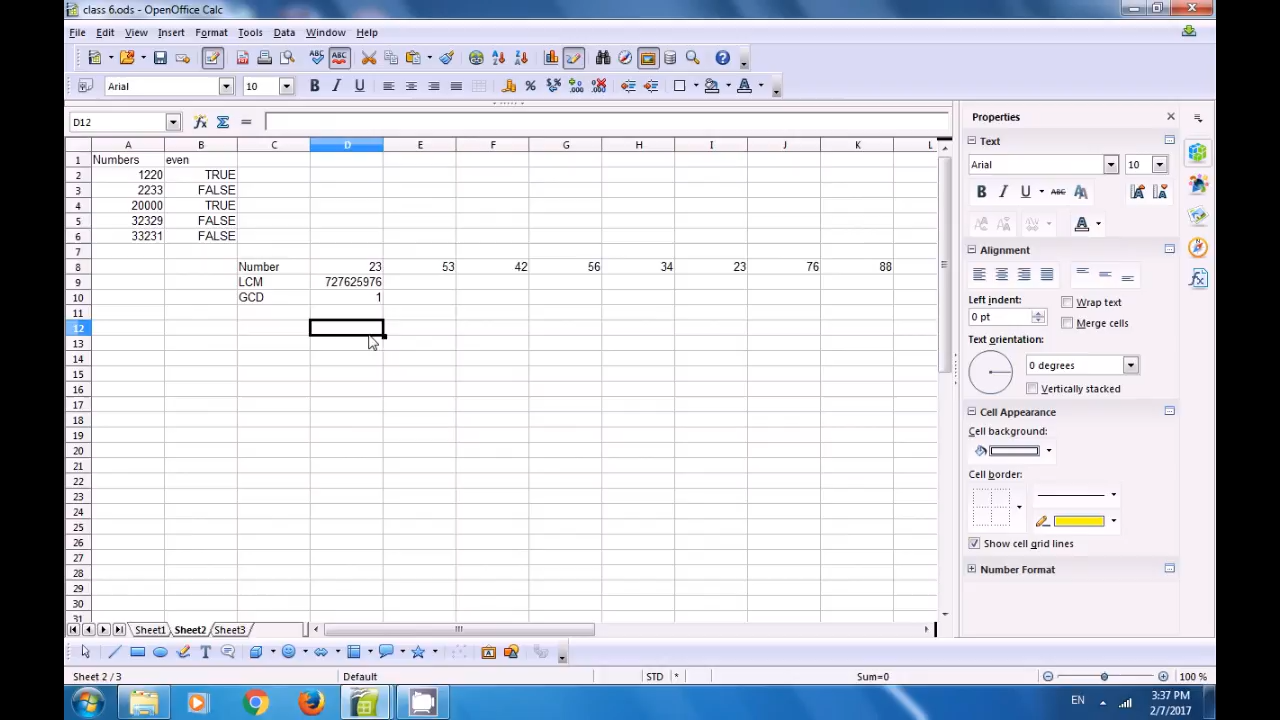 class 6.ods - OpenOffice Calc
File Edit View Insert Format Tools Data Window Help
Arial 10
D12
A B C D E F G H I J K L
1 Numbers even
2 1220 TRUE
3 2233 FALSE
4 20000 TRUE
5 32329 FALSE
6 33231 FALSE
7
8 Number 23 53 42 56 34 23 76 88
9 LCM 727625976
10 GCD 1
11
12
13
14
15
16
17
18
19
20
21
22
23
24
25
26
27
28
29
30
31
Sheet1 Sheet2 Sheet3
Sheet 2 / 3 Default STD * Sum=0 100 %
Properties
Text
Arial 10
Alignment
Left indent:
0 pt
Wrap text
Merge cells
Text orientation:
0 degrees
Vertically stacked
Cell Appearance
Cell background:
Cell border:
Show cell grid lines
Number Format
EN
3:37 PM
2/7/2017